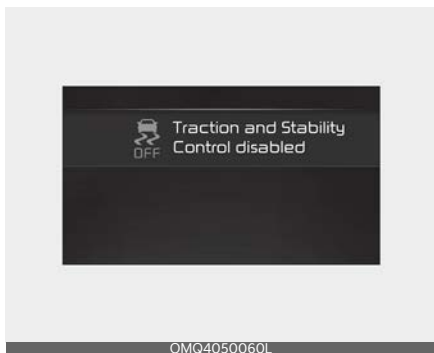 Traction and Stability
OFF Control disabled
OMQ4050060L